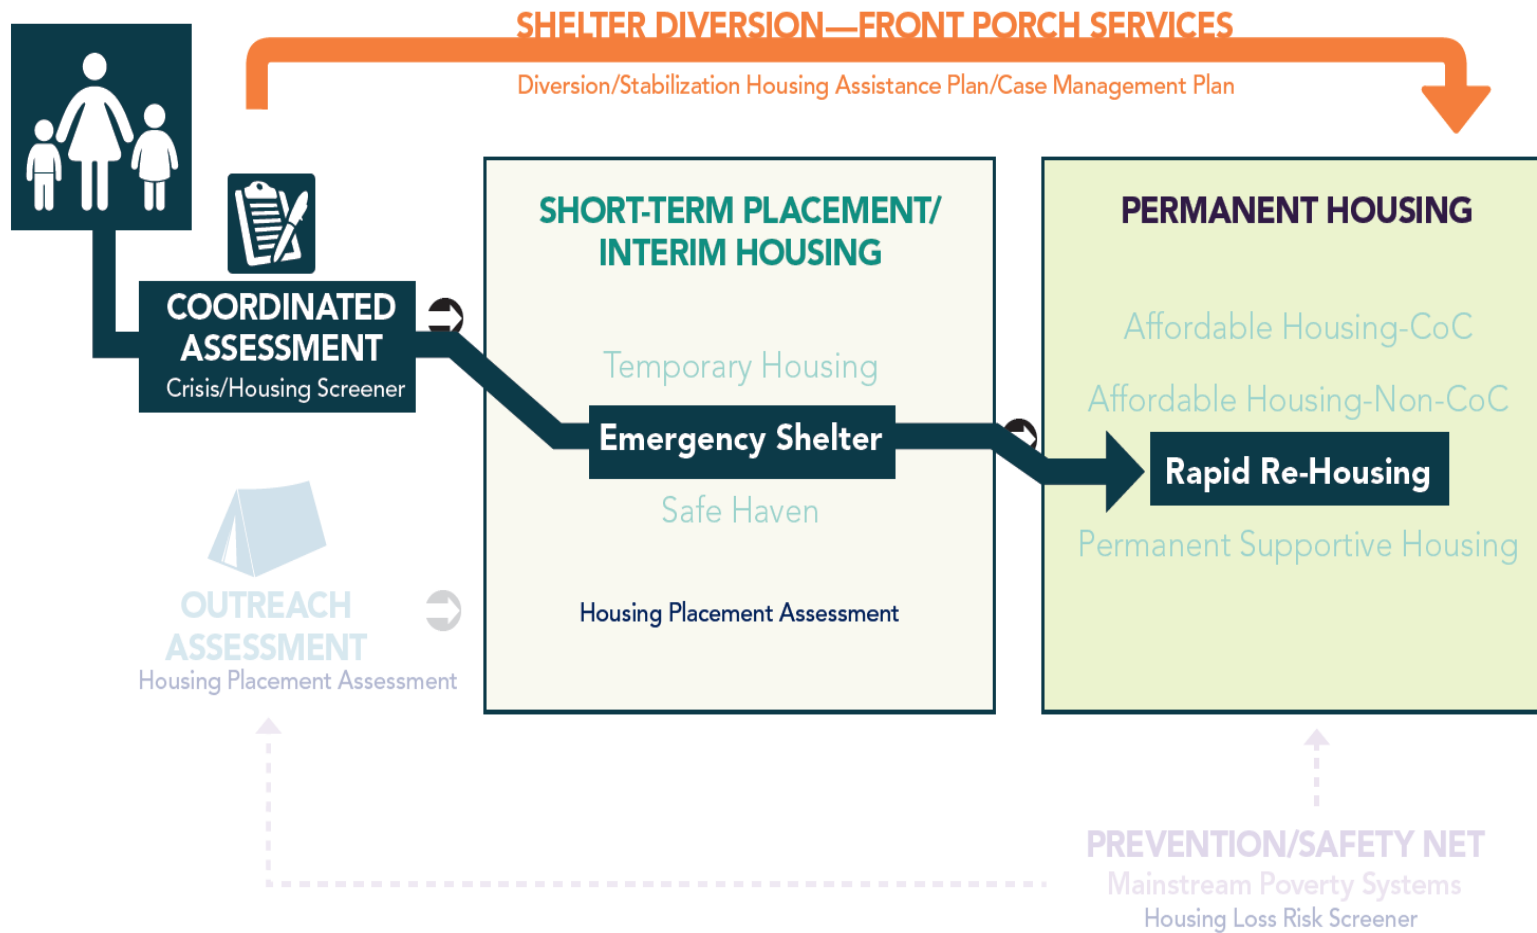 SHELTER DIVERSION—FRONT PORCH SERVICES
Diversion/Stabilization Housing Assistance Plan/Case Management Plan
COORDINATED
ASSESSMENT
Crisis/Housing Screener
OUTREACH
ASSESSMENT
Housing Placement Assessment
SHORT-TERM PLACEMENT/
INTERIM HOUSING
Temporary Housing
Emergency Shelter
Safe Haven
Housing Placement Assessment
PERMANENT HOUSING
Affordable Housing-CoC
Affordable Housing-Non-CoC
Rapid Re-Housing
Permanent Supportive Housing
PREVENTION/SAFETY NET
Mainstream Poverty Systems
Housing Loss Risk Screener